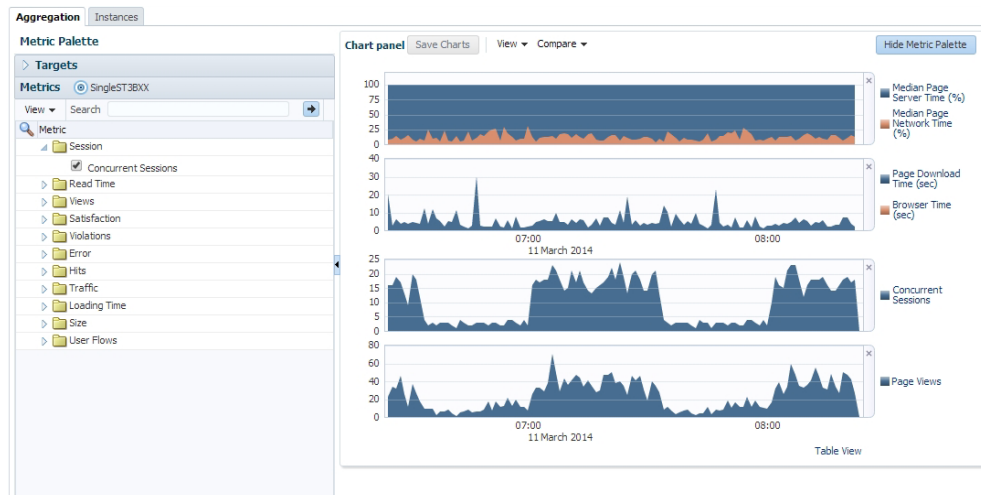 Aggregation Instances
Metric Palette
Targets
Metrics SingleST3BXX
View Search
Metric
Session
Concurrent Sessions
Read Time
Views
Satisfaction
Violations
Error
Hits
Traffic
Loading Time
Size
User Flows
Chart panel Save Charts View Compare Hide Metric Palette
100
75
50
25
0
Median Page
Server Time (%)
Median Page
Network Time
(%)
40
30
20
10
0
07:00 08:00
11 March 2014
Page Download
Time (sec)
Browser Time
(sec)
25
20
15
10
5
0
Concurrent
Sessions
80
60
40
20
0
07:00 08:00
11 March 2014
Page Views
Table View